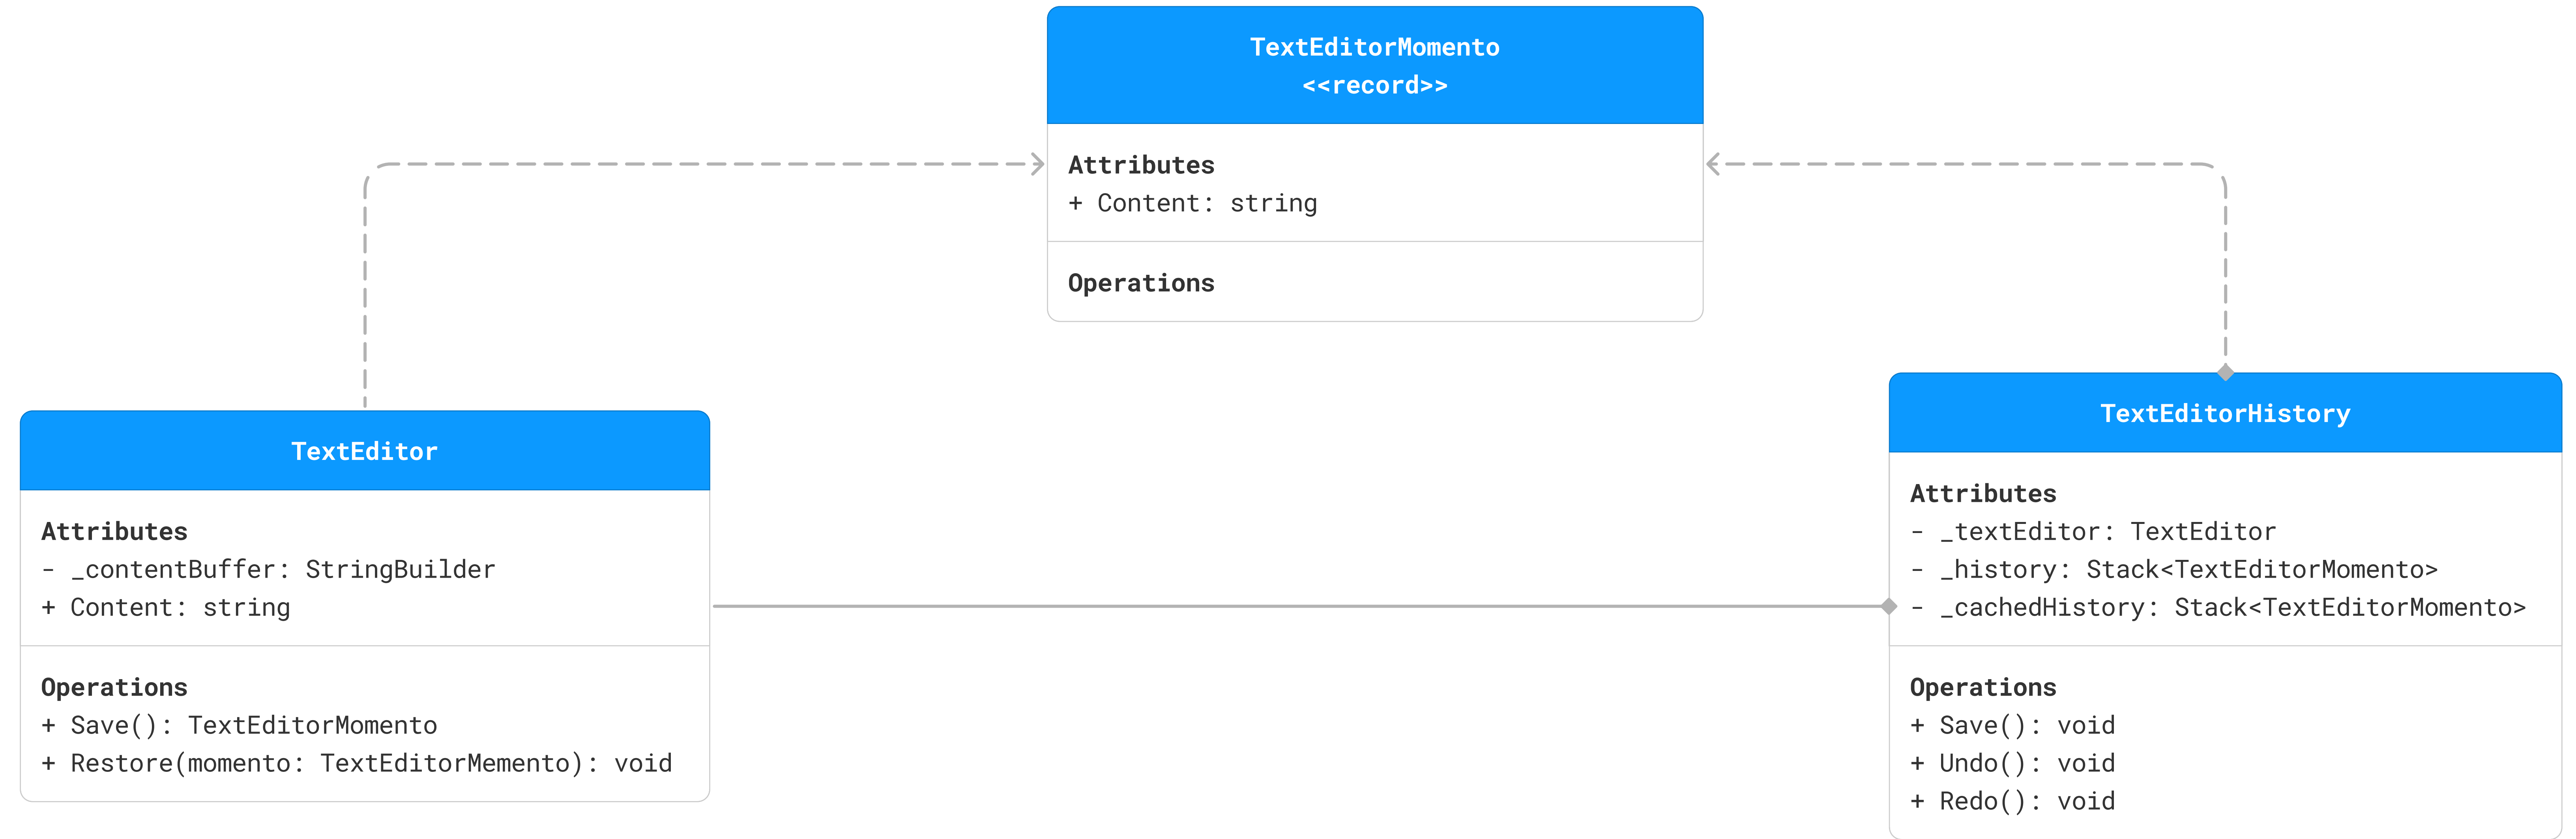 TextEditorMomento
<<record>>
Attributes
+ Content: string
Operations
TextEditor
Attributes
- _contentBuffer: StringBuilder
+ Content: string
Operations
+ Save(): TextEditorMomento
+ Restore(momento: TextEditorMemento): void
TextEditorHistory
Attributes
- _textEditor: TextEditor
- _history: Stack<TextEditorMomento>
- _cachedHistory: Stack<TextEditorMomento>
Operations
+ Save(): void
+ Undo(): void
+ Redo(): void